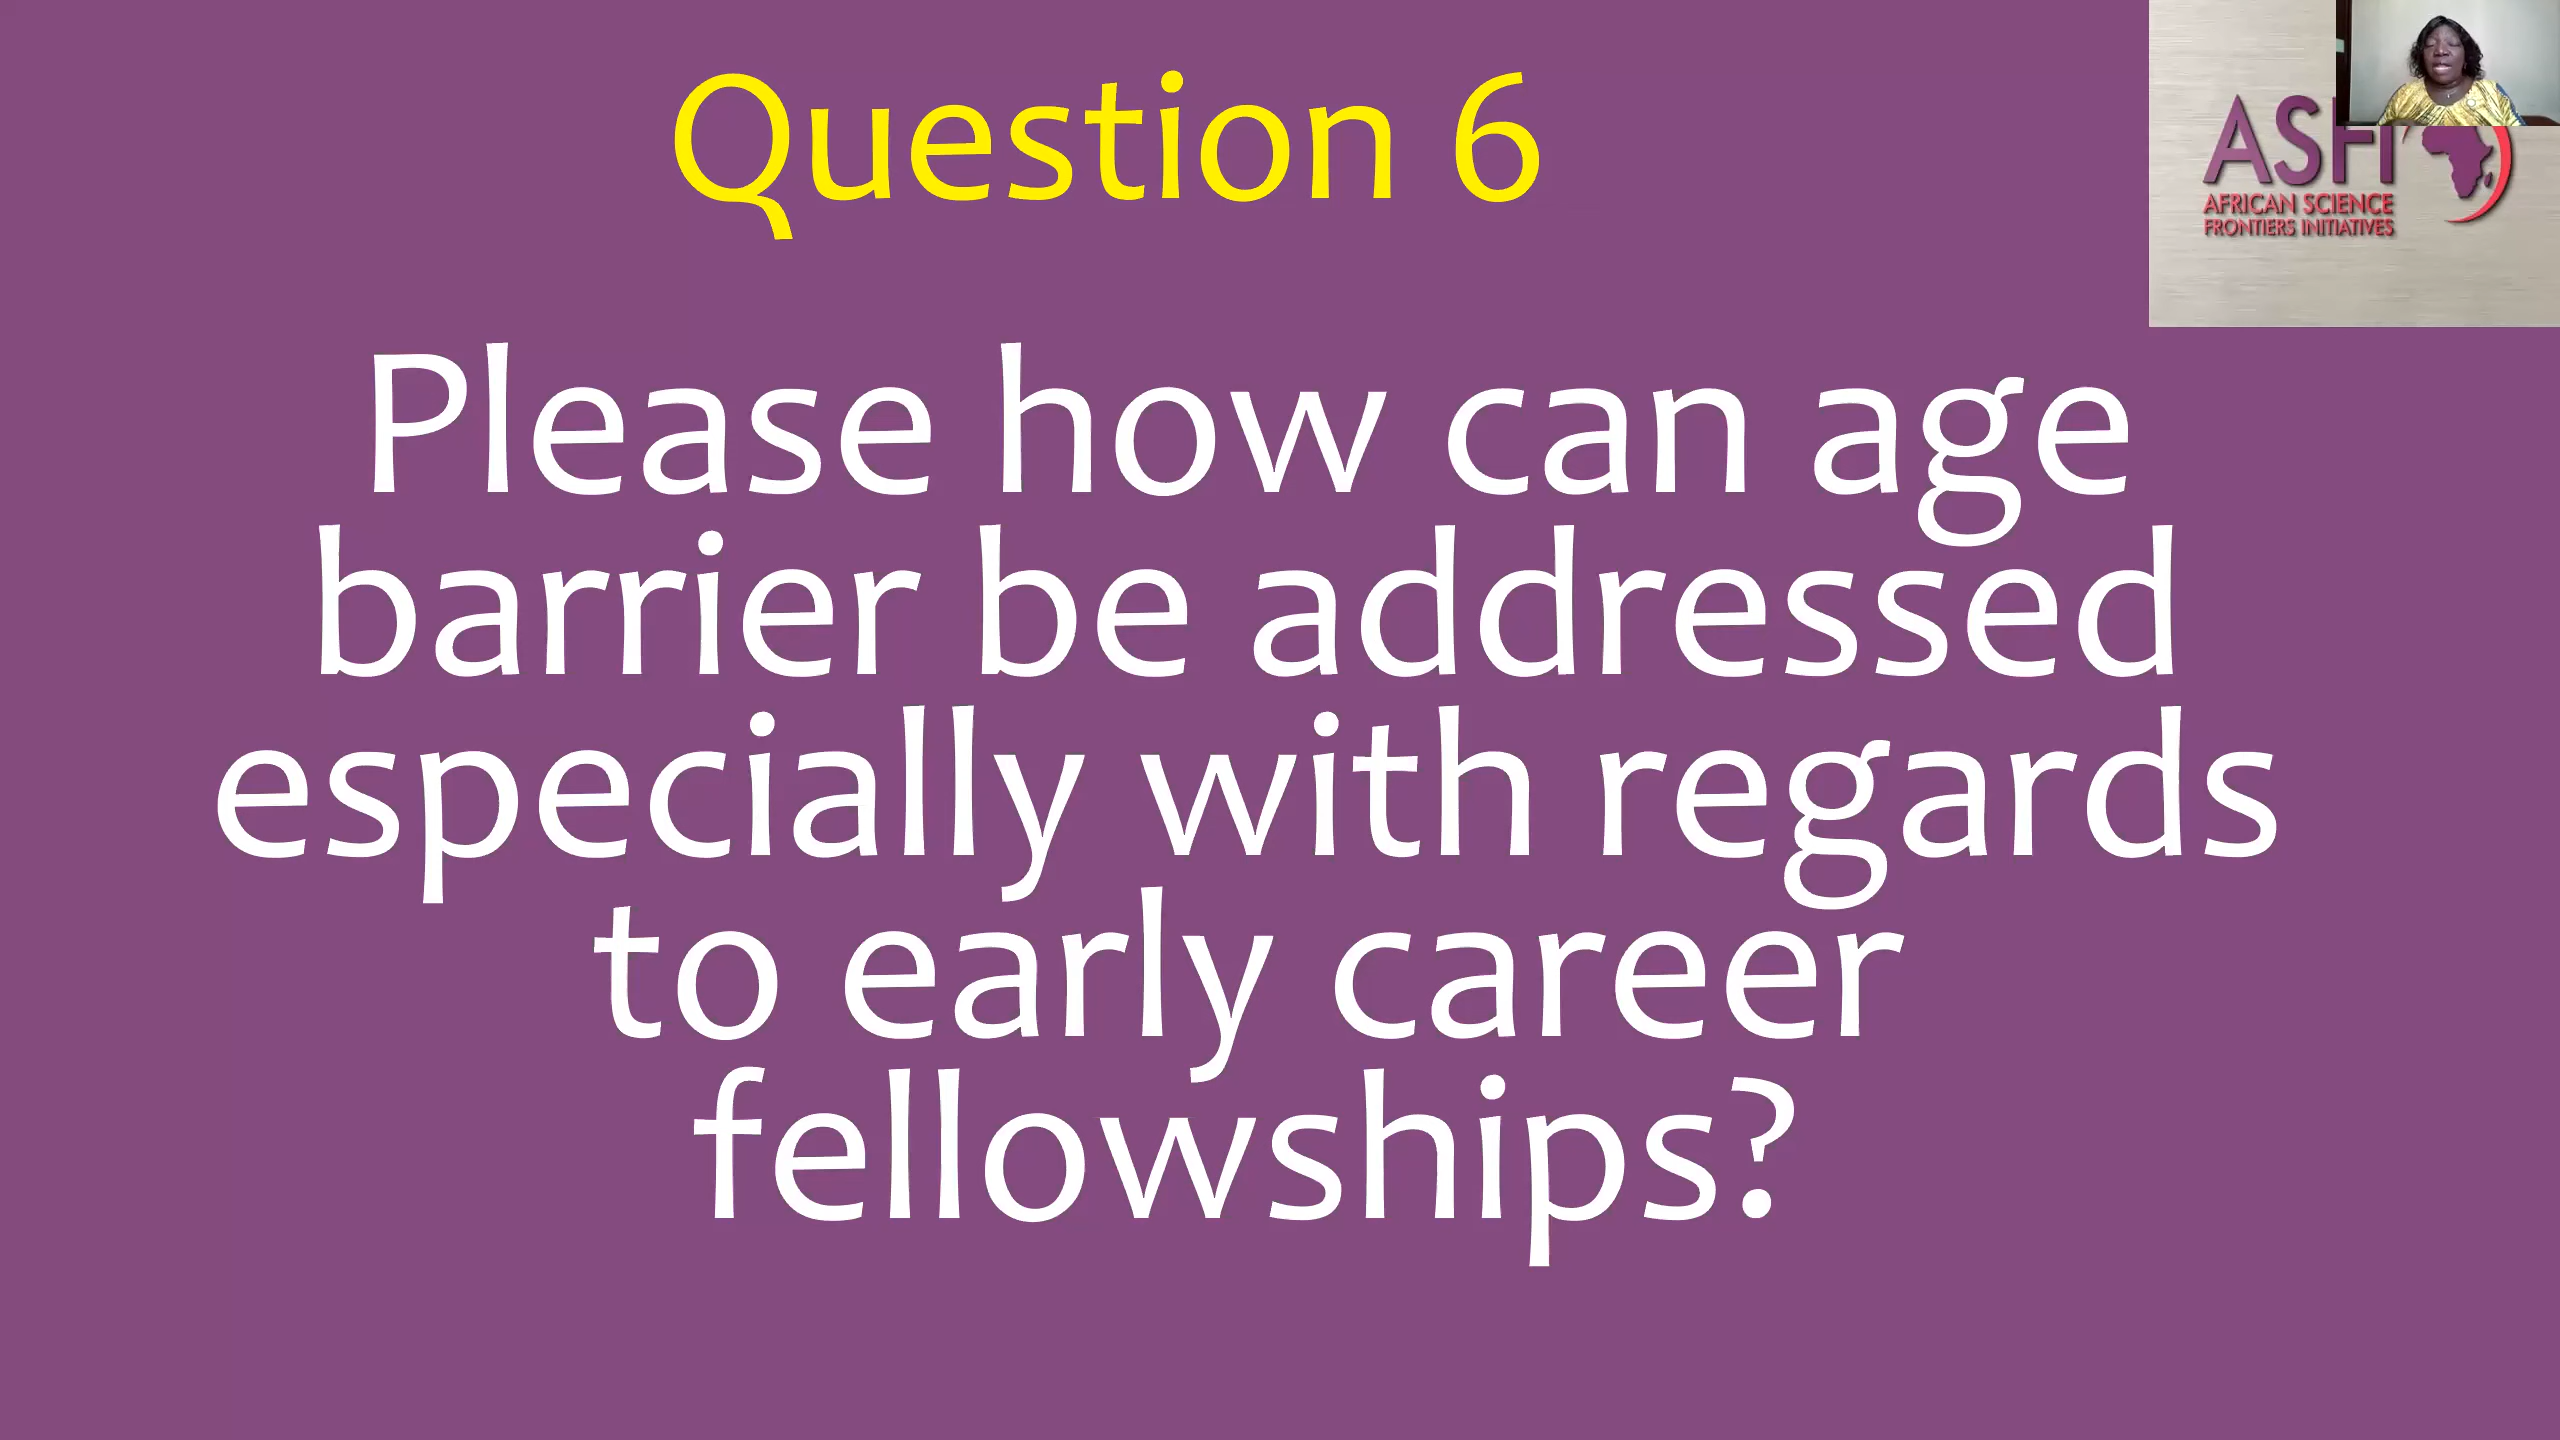 Question 6
Please how can age
barrier be addressed
especially with regards
to early career
fellowships?
ASFI
AFRICAN SCIENCE
FRONTIERS INITIATIVES